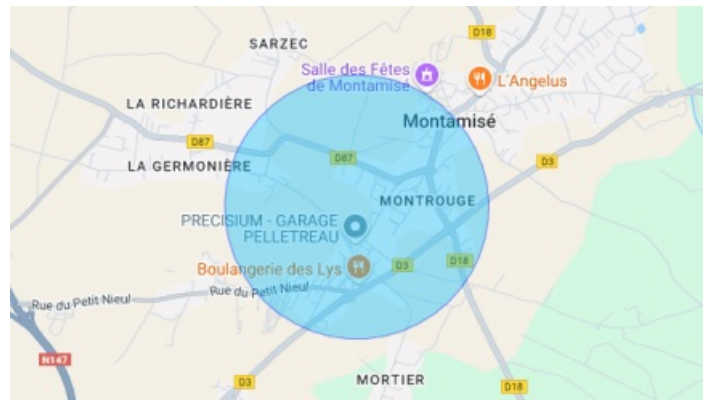 D18
SARZEC
Salle des Fêtes
de Montamisé
L'Angelus
LA RICHARDIÈRE
Montamisé
D87
D87
D3
LA GERMONIÈRE
MONTROUGE
PRECISIUM - GARAGE
PELLETREAU
Boulangerie des Lys
D3
D18
Rue du Petit Nieul
Rue du Petit Nieul
N147
D3
MORTIER
D18